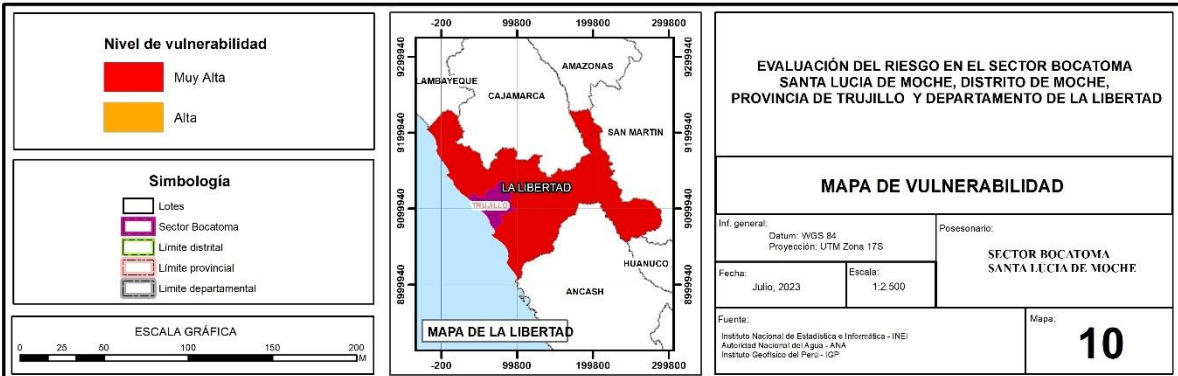 Nivel de vulnerabilidad
Muy Alta
Alta
Simbología
Lotes
Sector Bocatoma
Límite distrital
Límite provincial
Limite departamental
ESCALA GRÁFICA
0 25 50 100 150 200
M
-200 99800 199800 299800
9299940 9299940
9199940 9199940
9099940 9099940
8999940 8999940
AMAZONAS
LAMBAYEQUE
CAJAMARCA
SAN MARTIN
LA LIBERTAD
TRUJILLO
HUANUCO
ANCASH
MAPA DE LA LIBERTAD
-200 99800 199800 299800
EVALUACIÓN DEL RIESGO EN EL SECTOR BOCATOMA
SANTA LUCIA DE MOCHE, DISTRITO DE MOCHE,
PROVINCIA DE TRUJILLO Y DEPARTAMENTO DE LA LIBERTAD
MAPA DE VULNERABILIDAD
Inf. general:
Datum: WGS 84
Proyección: UTM Zona 17S
Posesonario:
SECTOR BOCATOMA
SANTA LUCIA DE MOCHE
Fecha:
Julio, 2023
Escala:
1:2.500
Fuente:
Instituto Nacional de Estadística e Informática - INEI
Autoridad Nacional del Agua - ANA
Instituto Geofísico del Perú - IGP
Mapa:
10